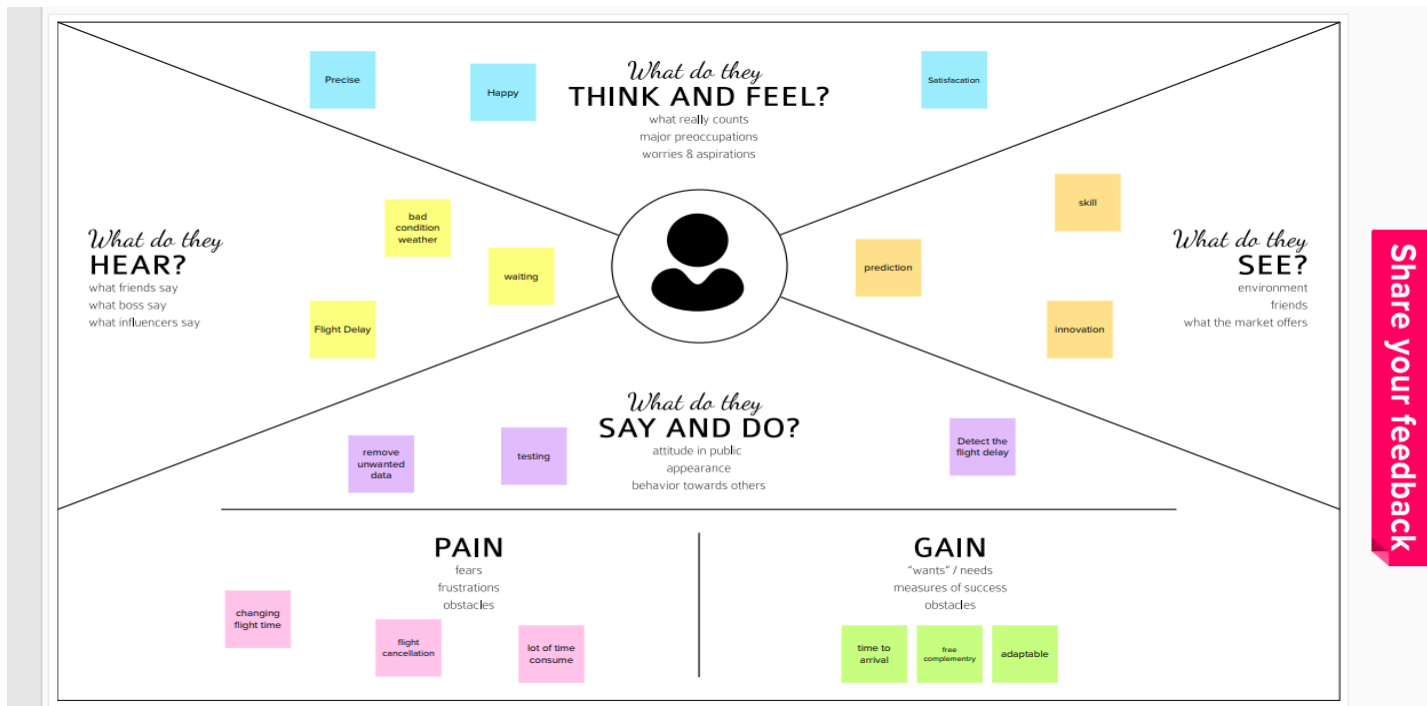 Precise
Happy
What do they
THINK AND FEEL?
what really counts
major preoccupations
worries & aspirations
Satisfacation
What do they
HEAR?
what friends say
what boss say
what influencers say
bad
condition
weather
waiting
Flight Delay
prediction
skill
innovation
What do they
SEE?
environment
friends
what the market offers
What do they
SAY AND DO?
attitude in public
appearance
behavior towards others
remove
unwanted
data
testing
Detect the
flight delay
PAIN
fears
frustrations
obstacles
changing
flight time
flight
cancellation
lot of time
consume
GAIN
"wants" / needs
measures of success
obstacles
time to
arrival
free
complementry
adaptable
Share your feedback